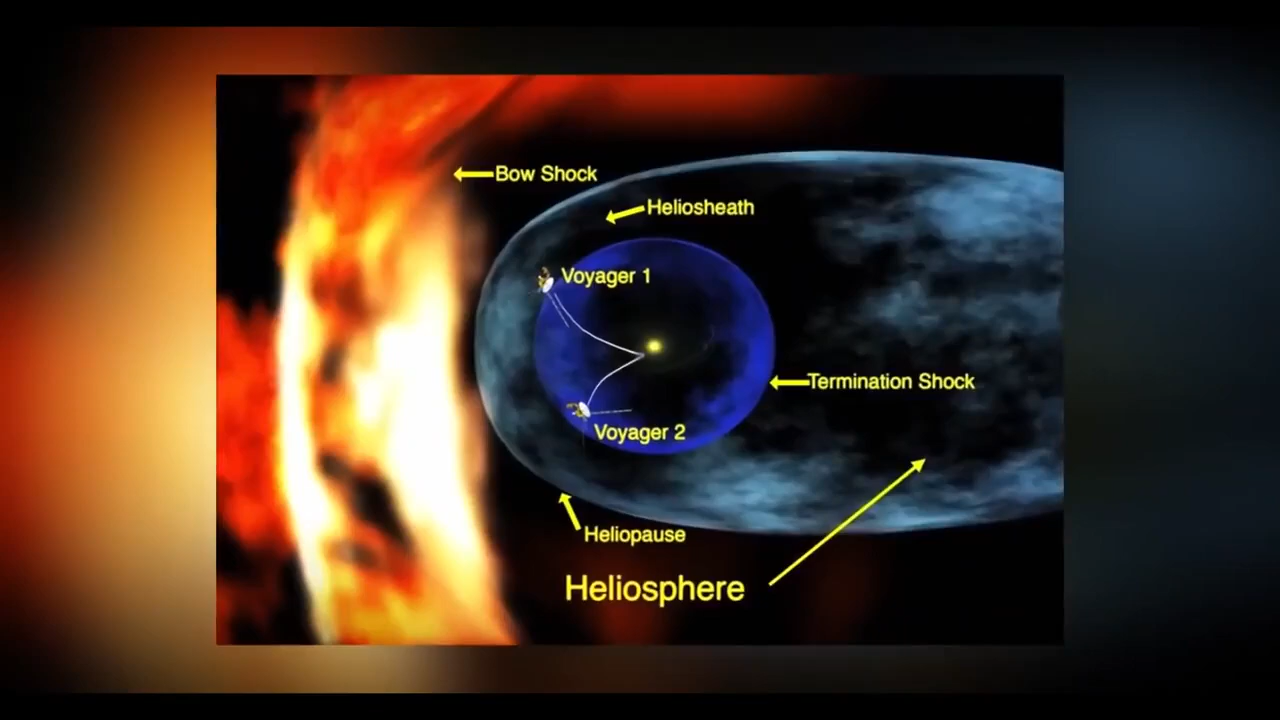 Bow Shock
Heliosheath
Voyager 1
Termination Shock
Voyager 2
Heliopause
Heliosphere